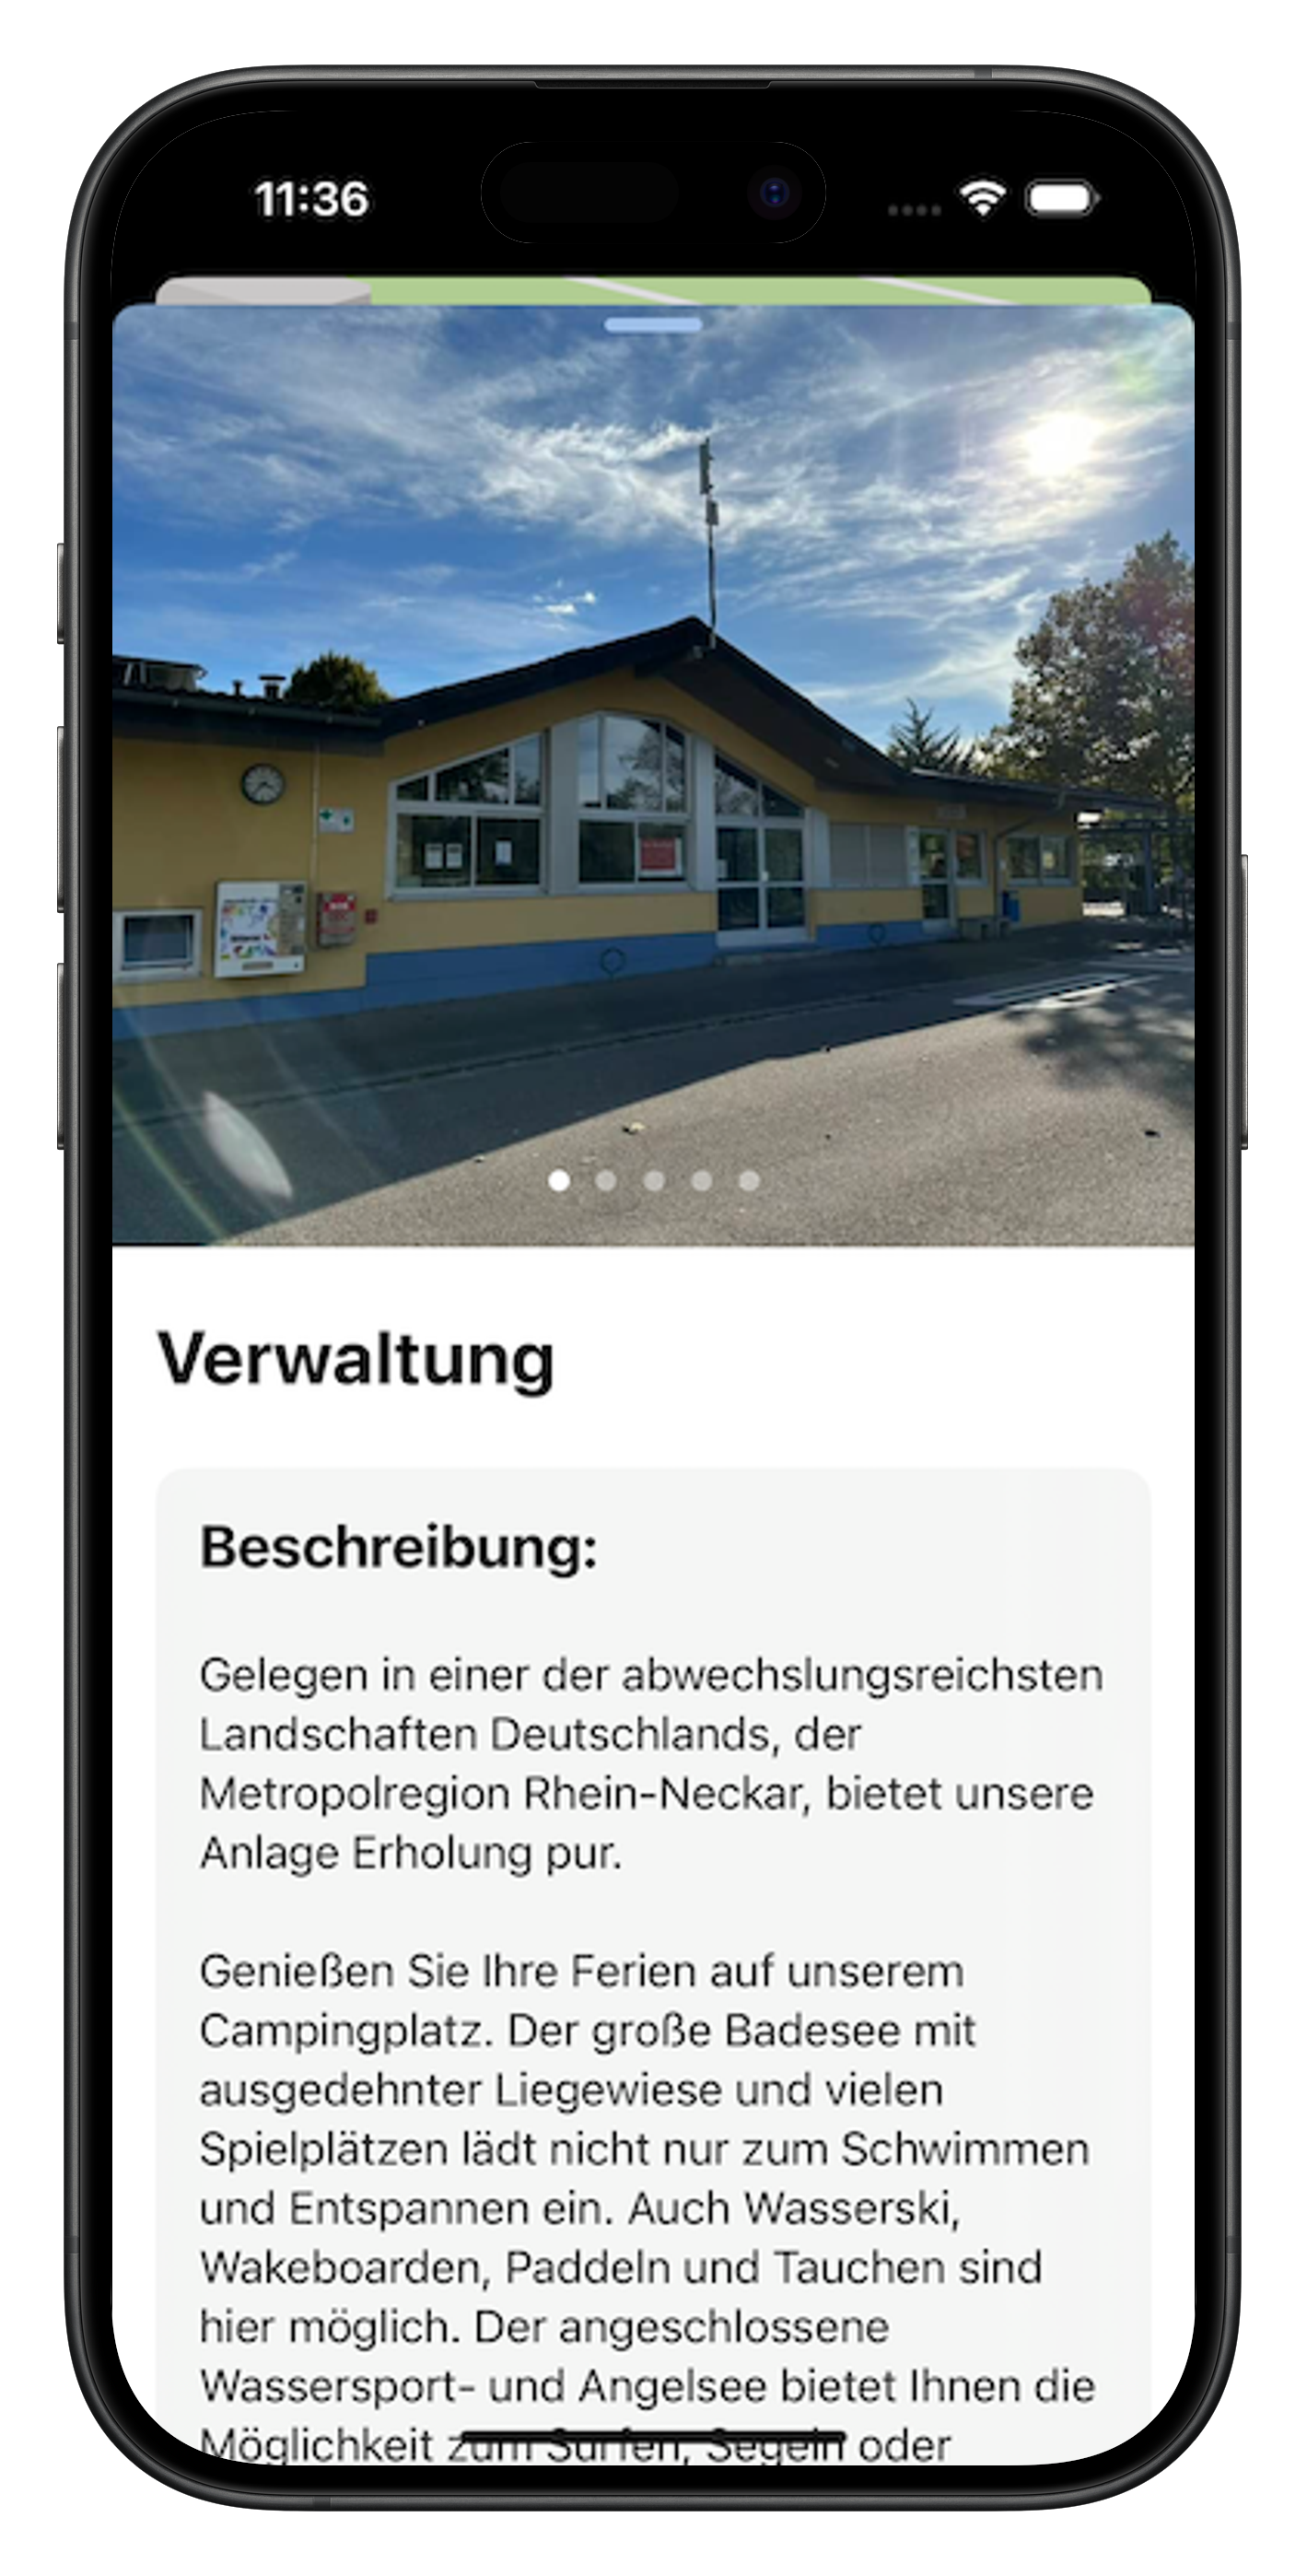 11:36
Verwaltung
Beschreibung:
Gelegen in einer der abwechslungsreichsten
Landschaften Deutschlands, der
Metropolregion Rhein-Neckar, bietet unsere
Anlage Erholung pur.
Genießen Sie Ihre Ferien auf unserem
Campingplatz. Der große Badesee mit
ausgedehnter Liegewiese und vielen
Spielplätzen lädt nicht nur zum Schwimmen
und Entspannen ein. Auch Wasserski,
Wakeboarden, Paddeln und Tauchen sind
hier möglich. Der angeschlossene
Wassersport- und Angelsee bietet Ihnen die
Möglichkeit zum Surfen, Segeln oder